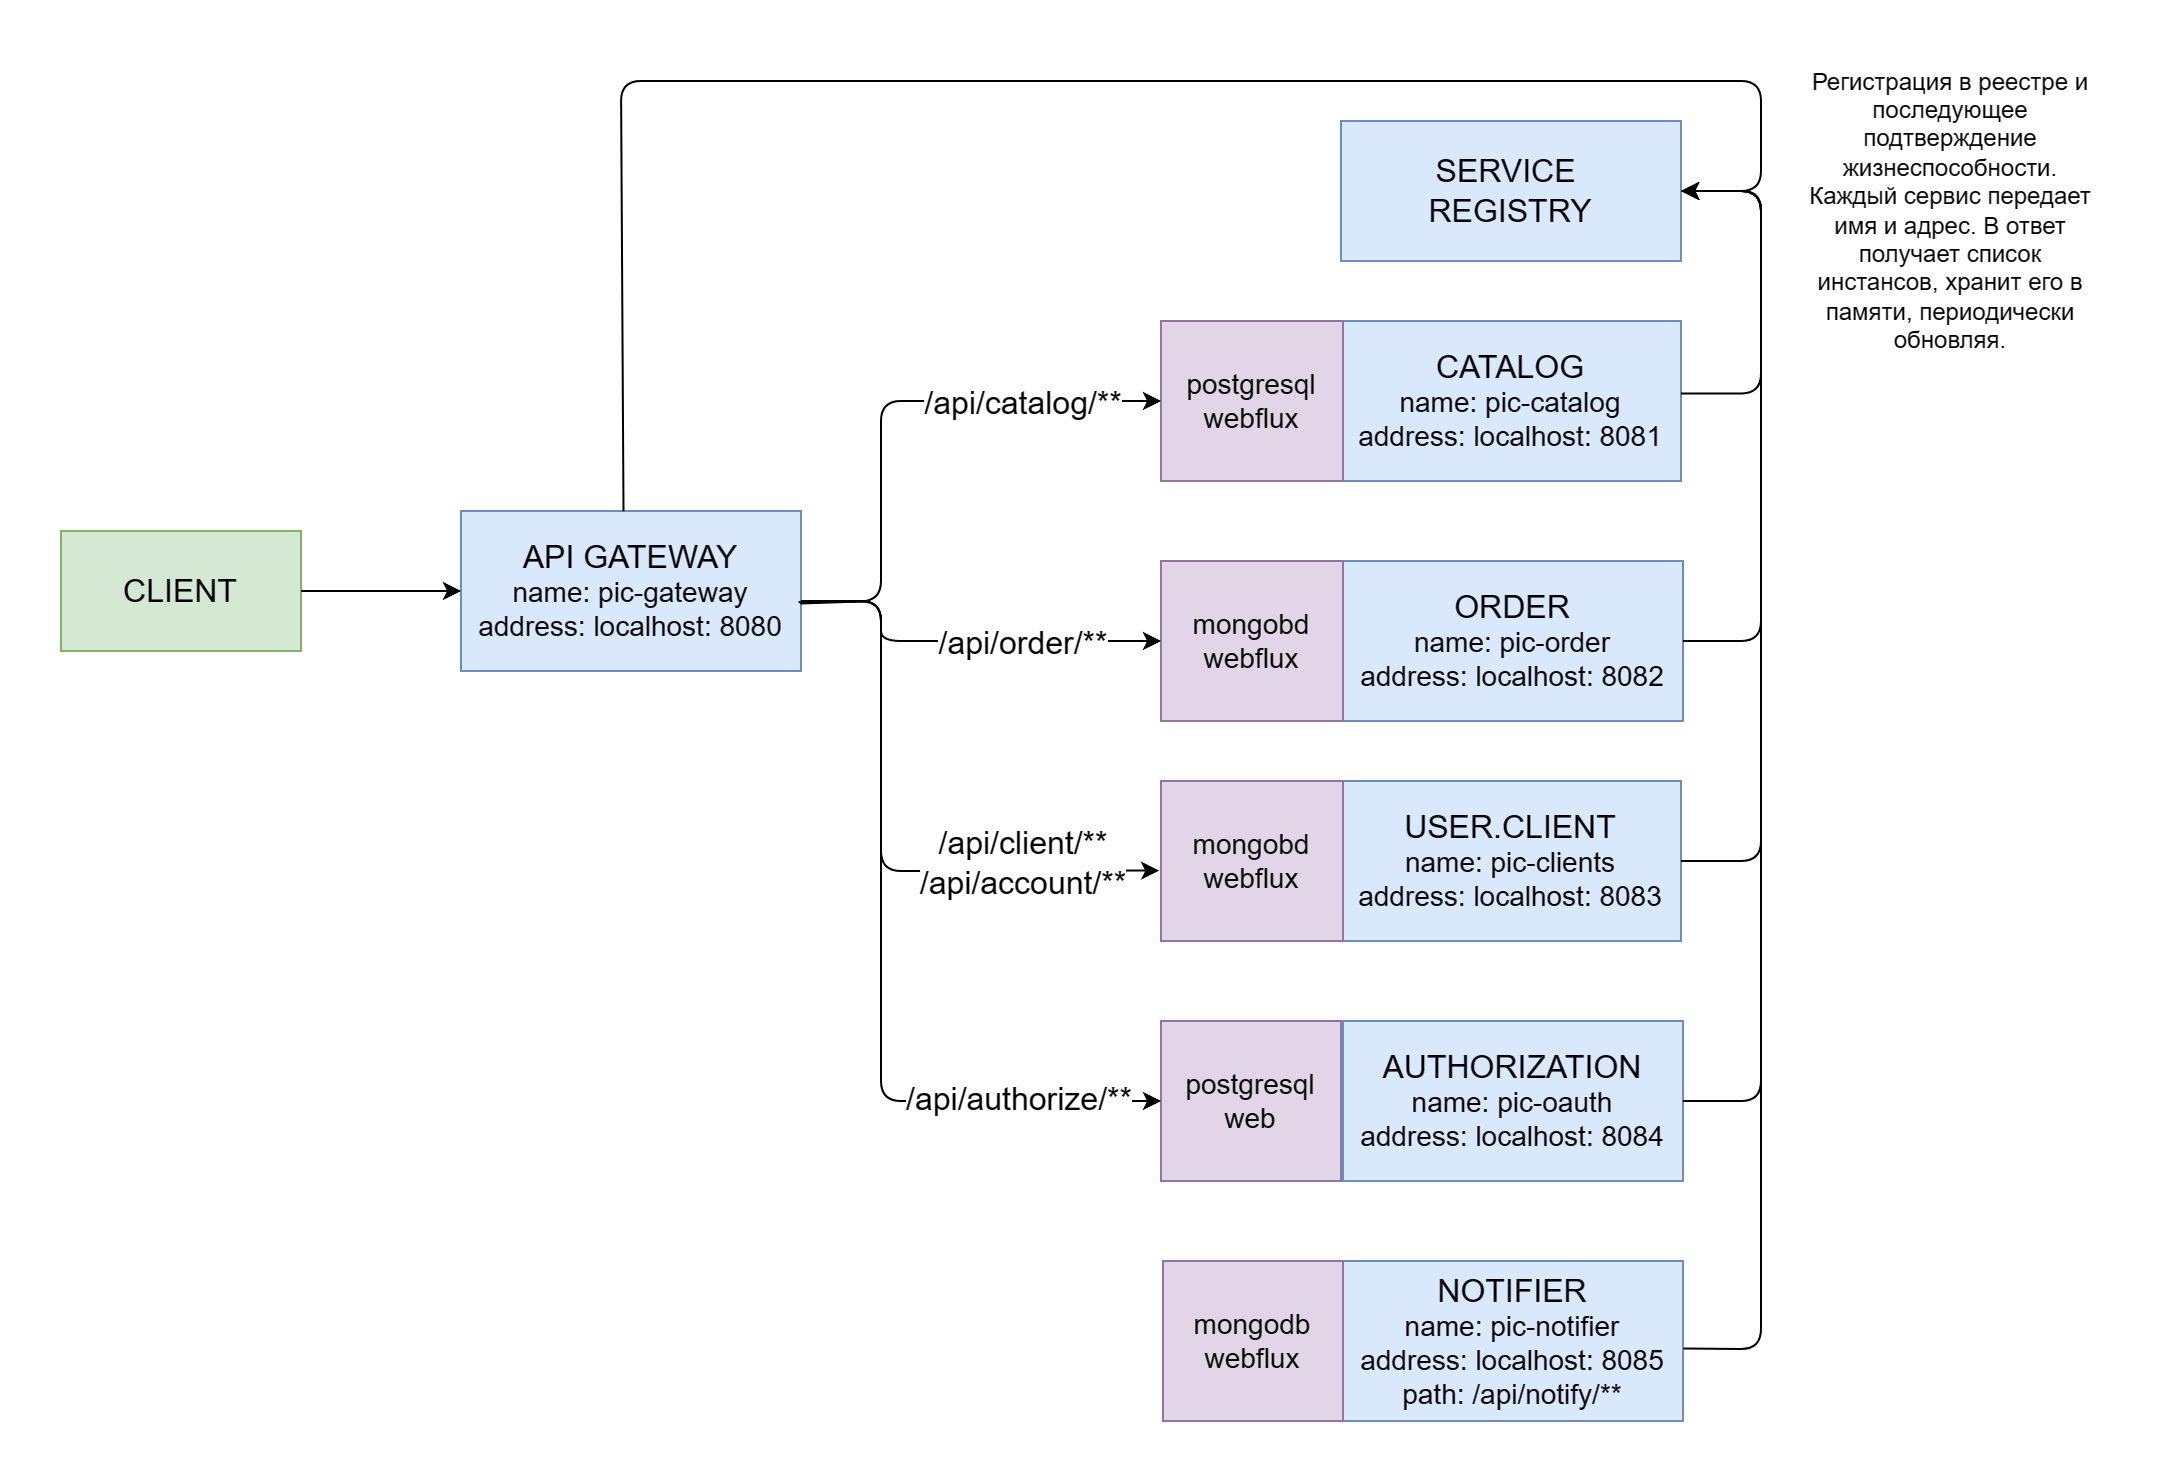 Регистрация в реестре и
последующее
подтверждение
жизнеспособности.
Каждый сервис передает
имя и адрес. В ответ
получает список
инстансов, хранит его в
памяти, периодически
обновляя.
SERVICE
REGISTRY
CLIENT
API GATEWAY
name: pic-gateway
address: localhost: 8080
/api/catalog/**
postgresql
webflux
CATALOG
name: pic-catalog
address: localhost: 8081
/api/order/**
mongobd
webflux
ORDER
name: pic-order
address: localhost: 8082
/api/client/**
/api/account/**
mongobd
webflux
USER.CLIENT
name: pic-clients
address: localhost: 8083
/api/authorize/**
postgresql
web
AUTHORIZATION
name: pic-oauth
address: localhost: 8084
mongodb
webflux
NOTIFIER
name: pic-notifier
address: localhost: 8085
path: /api/notify/**